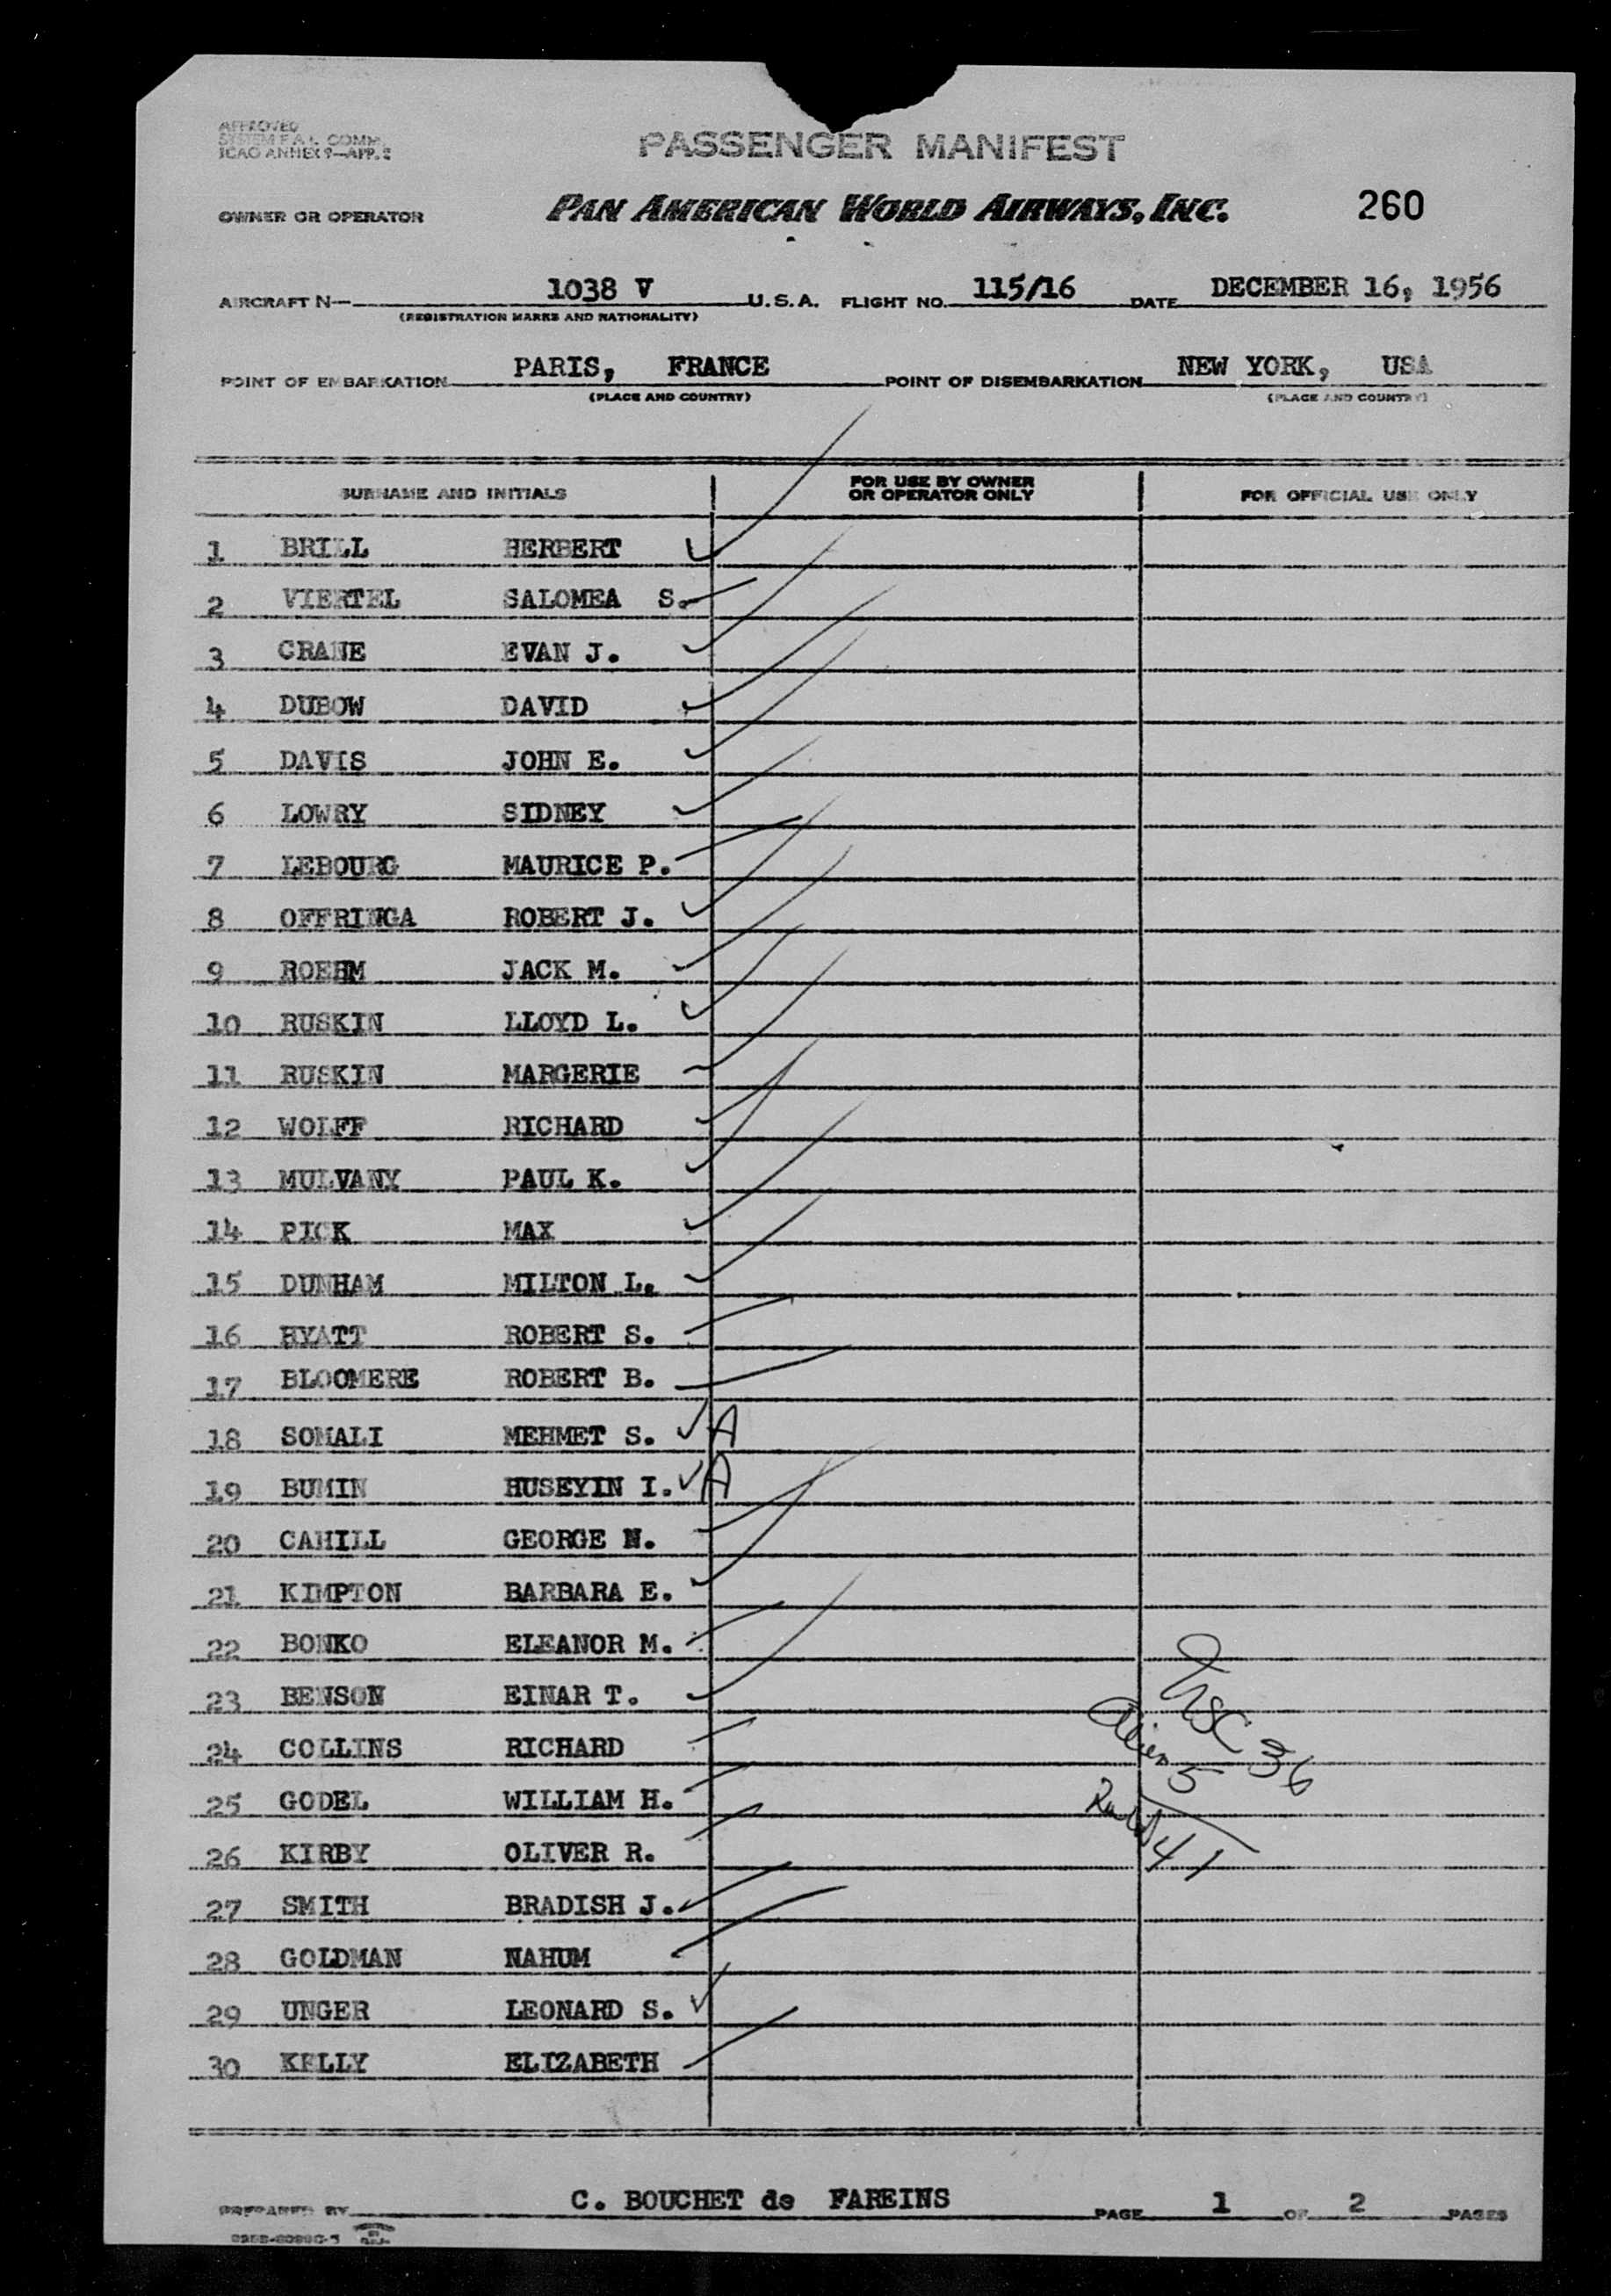 APPROVED
SYSTEM F.A.L. COMM.
ICAO ANNEX 9—APP. 2
PASSENGER MANIFEST
OWNER OR OPERATOR PAN AMERICAN WORLD AIRWAYS, INC. 260
AIRCRAFT N— 1038 V U.S.A. FLIGHT NO. 115/16 DATE DECEMBER 16, 1956
(REGISTRATION MARKS AND NATIONALITY)
POINT OF EMBARKATION PARIS, FRANCE POINT OF DISEMBARKATION NEW YORK, USA
(PLACE AND COUNTRY) (PLACE AND COUNTRY)
SURNAME AND INITIALS FOR USE BY OWNER OR OPERATOR ONLY FOR OFFICIAL USE ONLY
1 BRILL HERBERT
2 VIERTEL SALOMEA S.
3 CRANE EVAN J.
4 DUBOW DAVID
5 DAVIS JOHN E.
6 LOWRY SIDNEY
7 LEBOURG MAURICE P.
8 OFFRINGA ROBERT J.
9 ROEHM JACK M.
10 RUSKIN LLOYD L.
11 RUSKIN MARGERIE
12 WOLFF RICHARD
13 MULVANY PAUL K.
14 PICK MAX
15 DUNHAM MILTON L.
16 HYATT ROBERT S.
17 BLOOMERE ROBERT B.
18 SOMALI MEHMET S. A
19 BUMIN HUSEYIN I. A
20 CAHILL GEORGE N.
21 KIMPTON BARBARA E.
22 BONKO ELEANOR M.
23 BENSON EINAR T.
24 COLLINS RICHARD
25 GODEL WILLIAM H.
26 KIRBY OLIVER R.
27 SMITH BRADISH J.
28 GOLDMAN NAHUM
29 UNGER LEONARD S.
30 KELLY ELIZABETH
USC 36
Alien 5
41
PREPARED BY C. BOUCHET de FAREINS PAGE 1 OF 2 PAGES